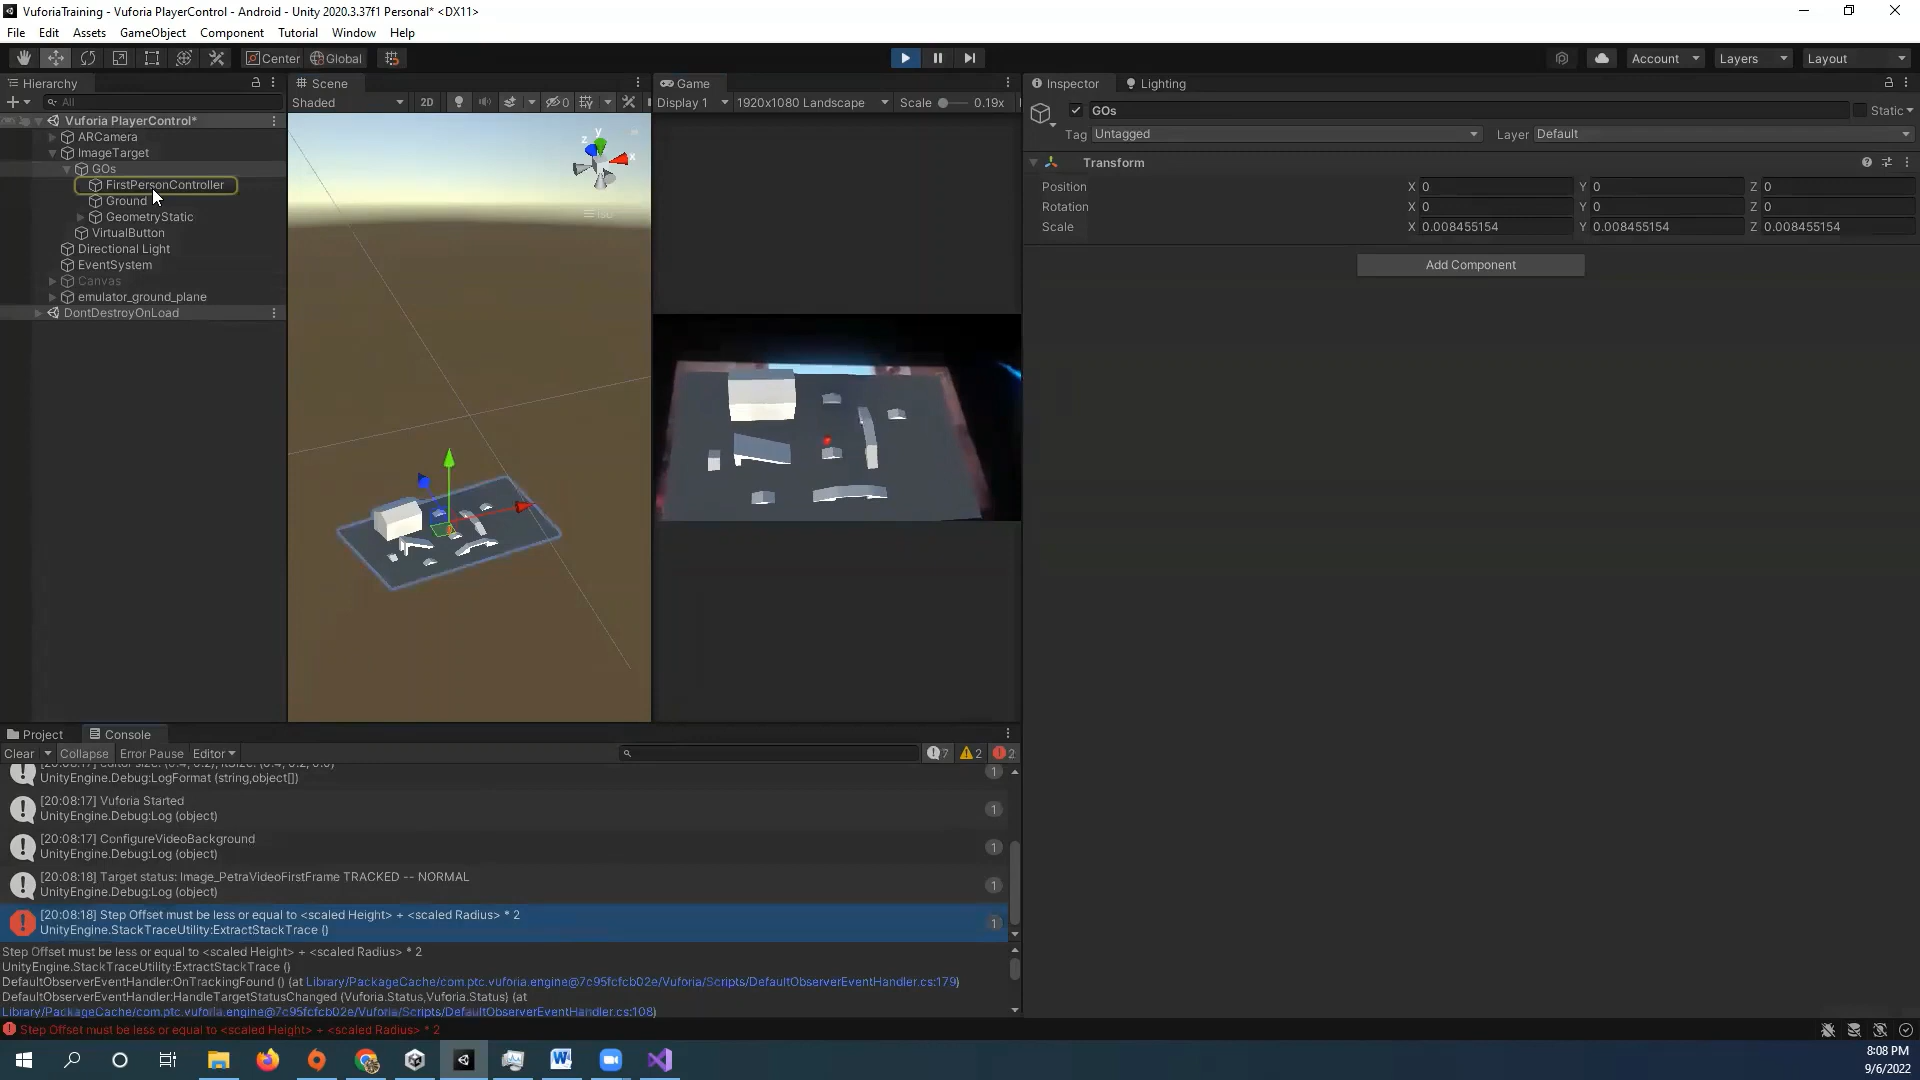 VuforiaTraining - Vuforia PlayerControl - Android - Unity 2020.3.37f1 Personal* <DX11>
File Edit Assets GameObject Component Tutorial Window Help
Center Global Account Layers Layout
Hierarchy
All
Vuforia PlayerControl*
ARCamera
ImageTarget
GOs
FirstPersonController
Ground
GeometryStatic
VirtualButton
Directional Light
EventSystem
Canvas
emulator_ground_plane
DontDestroyOnLoad
Scene
Shaded 2D 0
y
z
x
Iso
Game
Display 1 1920x1080 Landscape Scale 0.19x
Inspector Lighting
GOs Static
Tag Untagged Layer Default
Transform
Position X 0 Y 0 Z 0
Rotation X 0 Y 0 Z 0
Scale X 0.008455154 Y 0.008455154 Z 0.008455154
Add Component
Project Console
Clear Collapse Error Pause Editor 7 2 2
UnityEngine.Debug:LogFormat (string,object[]) 1
[20:08:17] Vuforia Started
UnityEngine.Debug:Log (object) 1
[20:08:17] ConfigureVideoBackground
UnityEngine.Debug:Log (object) 1
[20:08:18] Target status: Image_PetraVideoFirstFrame TRACKED -- NORMAL
UnityEngine.Debug:Log (object) 1
[20:08:18] Step Offset must be less or equal to <scaled Height> + <scaled Radius> * 2
UnityEngine.StackTraceUtility:ExtractStackTrace () 1
Step Offset must be less or equal to <scaled Height> + <scaled Radius> * 2
UnityEngine.StackTraceUtility:ExtractStackTrace ()
DefaultObserverEventHandler:OnTrackingFound () (at Library/PackageCache/com.ptc.vuforia.engine@7c95fcfcb02e/Vuforia/Scripts/DefaultObserverEventHandler.cs:179)
DefaultObserverEventHandler:HandleTargetStatusChanged (Vuforia.Status,Vuforia.Status) (at
Library/PackageCache/com.ptc.vuforia.engine@7c95fcfcb02e/Vuforia/Scripts/DefaultObserverEventHandler.cs:108)
Step Offset must be less or equal to <scaled Height> + <scaled Radius> * 2
8:08 PM
9/6/2022